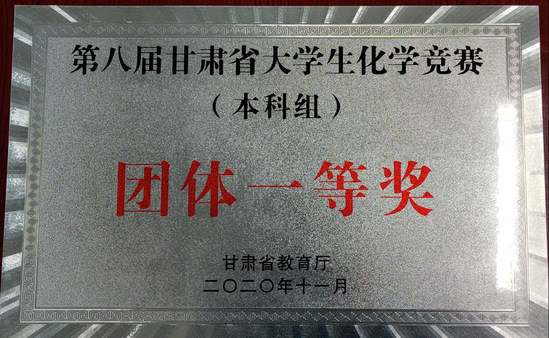 第八届甘肃省大学生化学竞赛
（本科组）
团体一等奖
甘肃省教育厅
二〇二〇年十一月